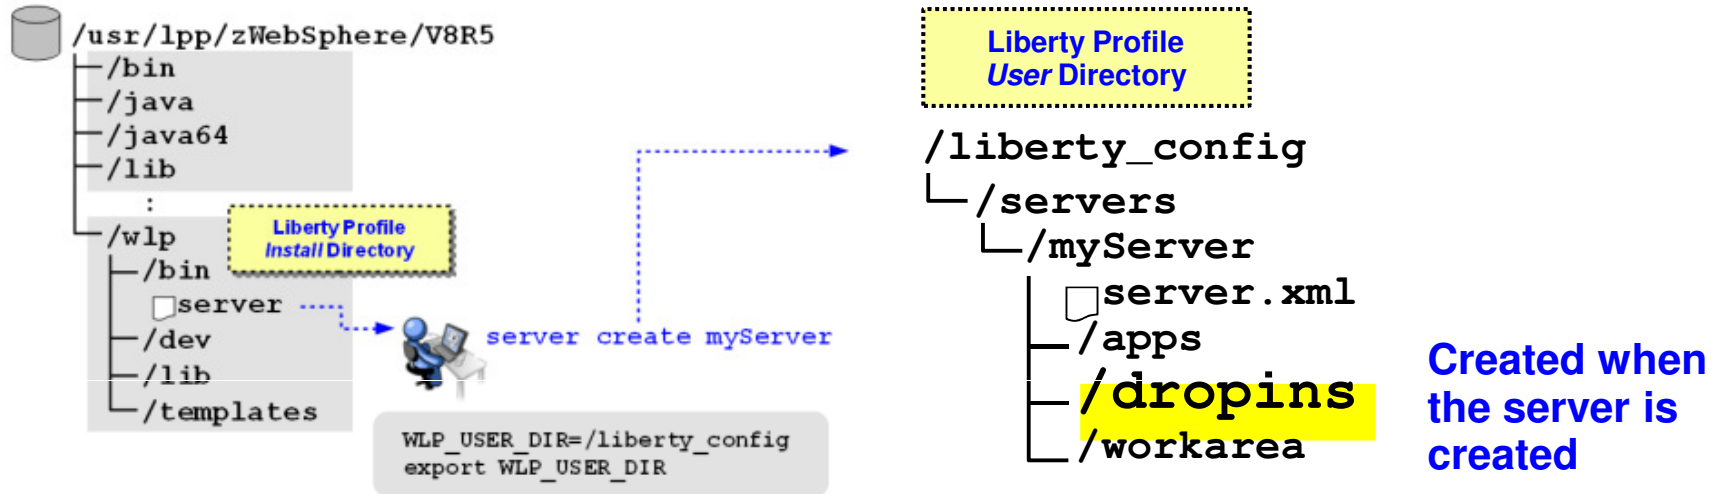 /usr/lpp/zWebSphere/V8R5
/bin
/java
/java64
/lib
:
/wlp
Liberty Profile
Install Directory
/bin
server
/dev
/lib
/templates
server create myServer
WLP_USER_DIR=/liberty_config
export WLP_USER_DIR
Liberty Profile
User Directory
/liberty_config
/servers
/myServer
server.xml
/apps
/dropins
/workarea
Created when
the server is
created